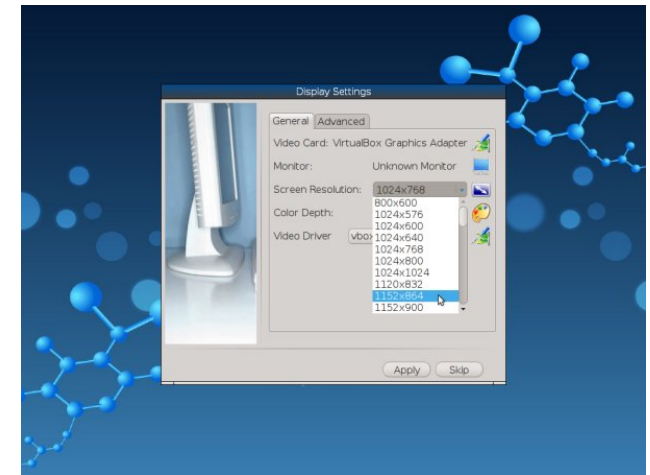 Display Settings
General Advanced
Video Card: VirtualBox Graphics Adapter
Monitor: Unknown Monitor
Screen Resolution: 1024x768
800x600
1024x576
Color Depth:
1024x600
Video Driver vbox
1024x640
1024x768
1024x800
1024x1024
1120x832
1152x864
1152x900
Apply Skip